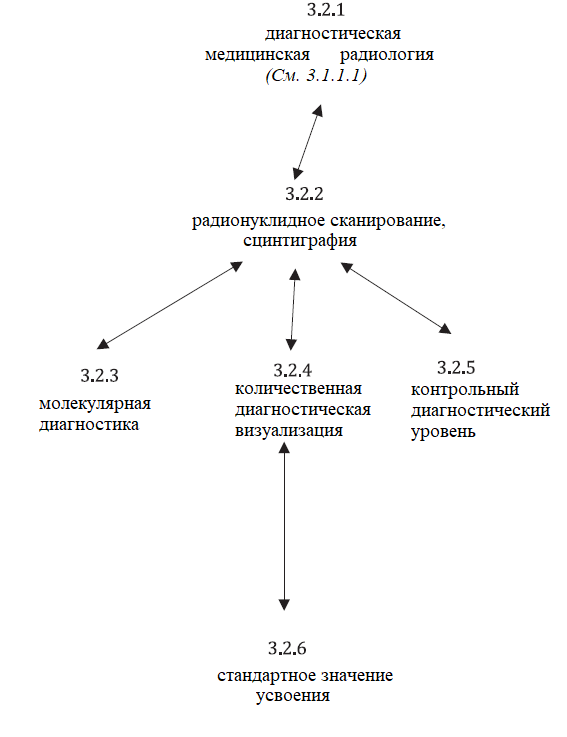 3.2.1
диагностическая
медицинская радиология
(См. 3.1.1.1)
3.2.2
радионуклидное сканирование,
сцинтиграфия
3.2.3
молекулярная
диагностика
3.2.4
количественная
диагностическая
визуализация
3.2.5
контрольный
диагностический
уровень
3.2.6
стандартное значение
усвоения